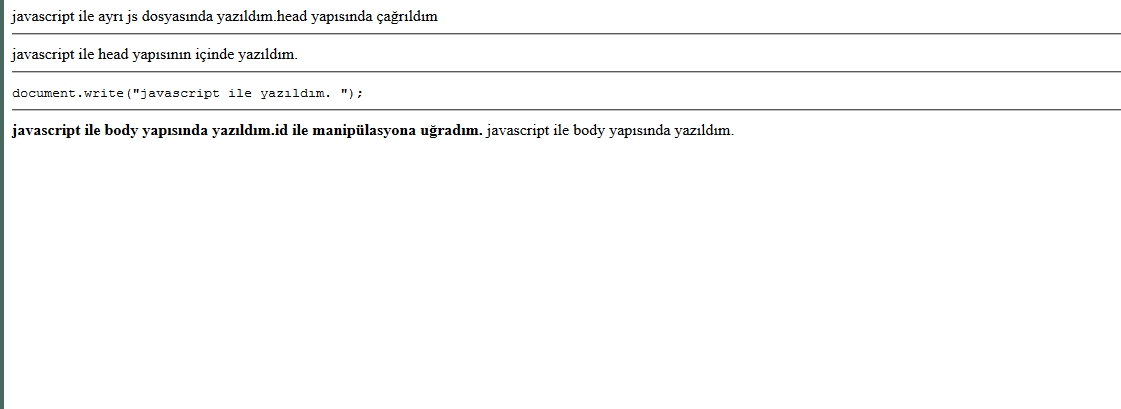 javascript ile ayrı js dosyasında yazıldım.head yapısında çağrıldım
javascript ile head yapısının içinde yazıldım.
document.write("javascript ile yazıldım. ");
javascript ile body yapısında yazıldım.id ile manipülasyona uğradım. javascript ile body yapısında yazıldım.